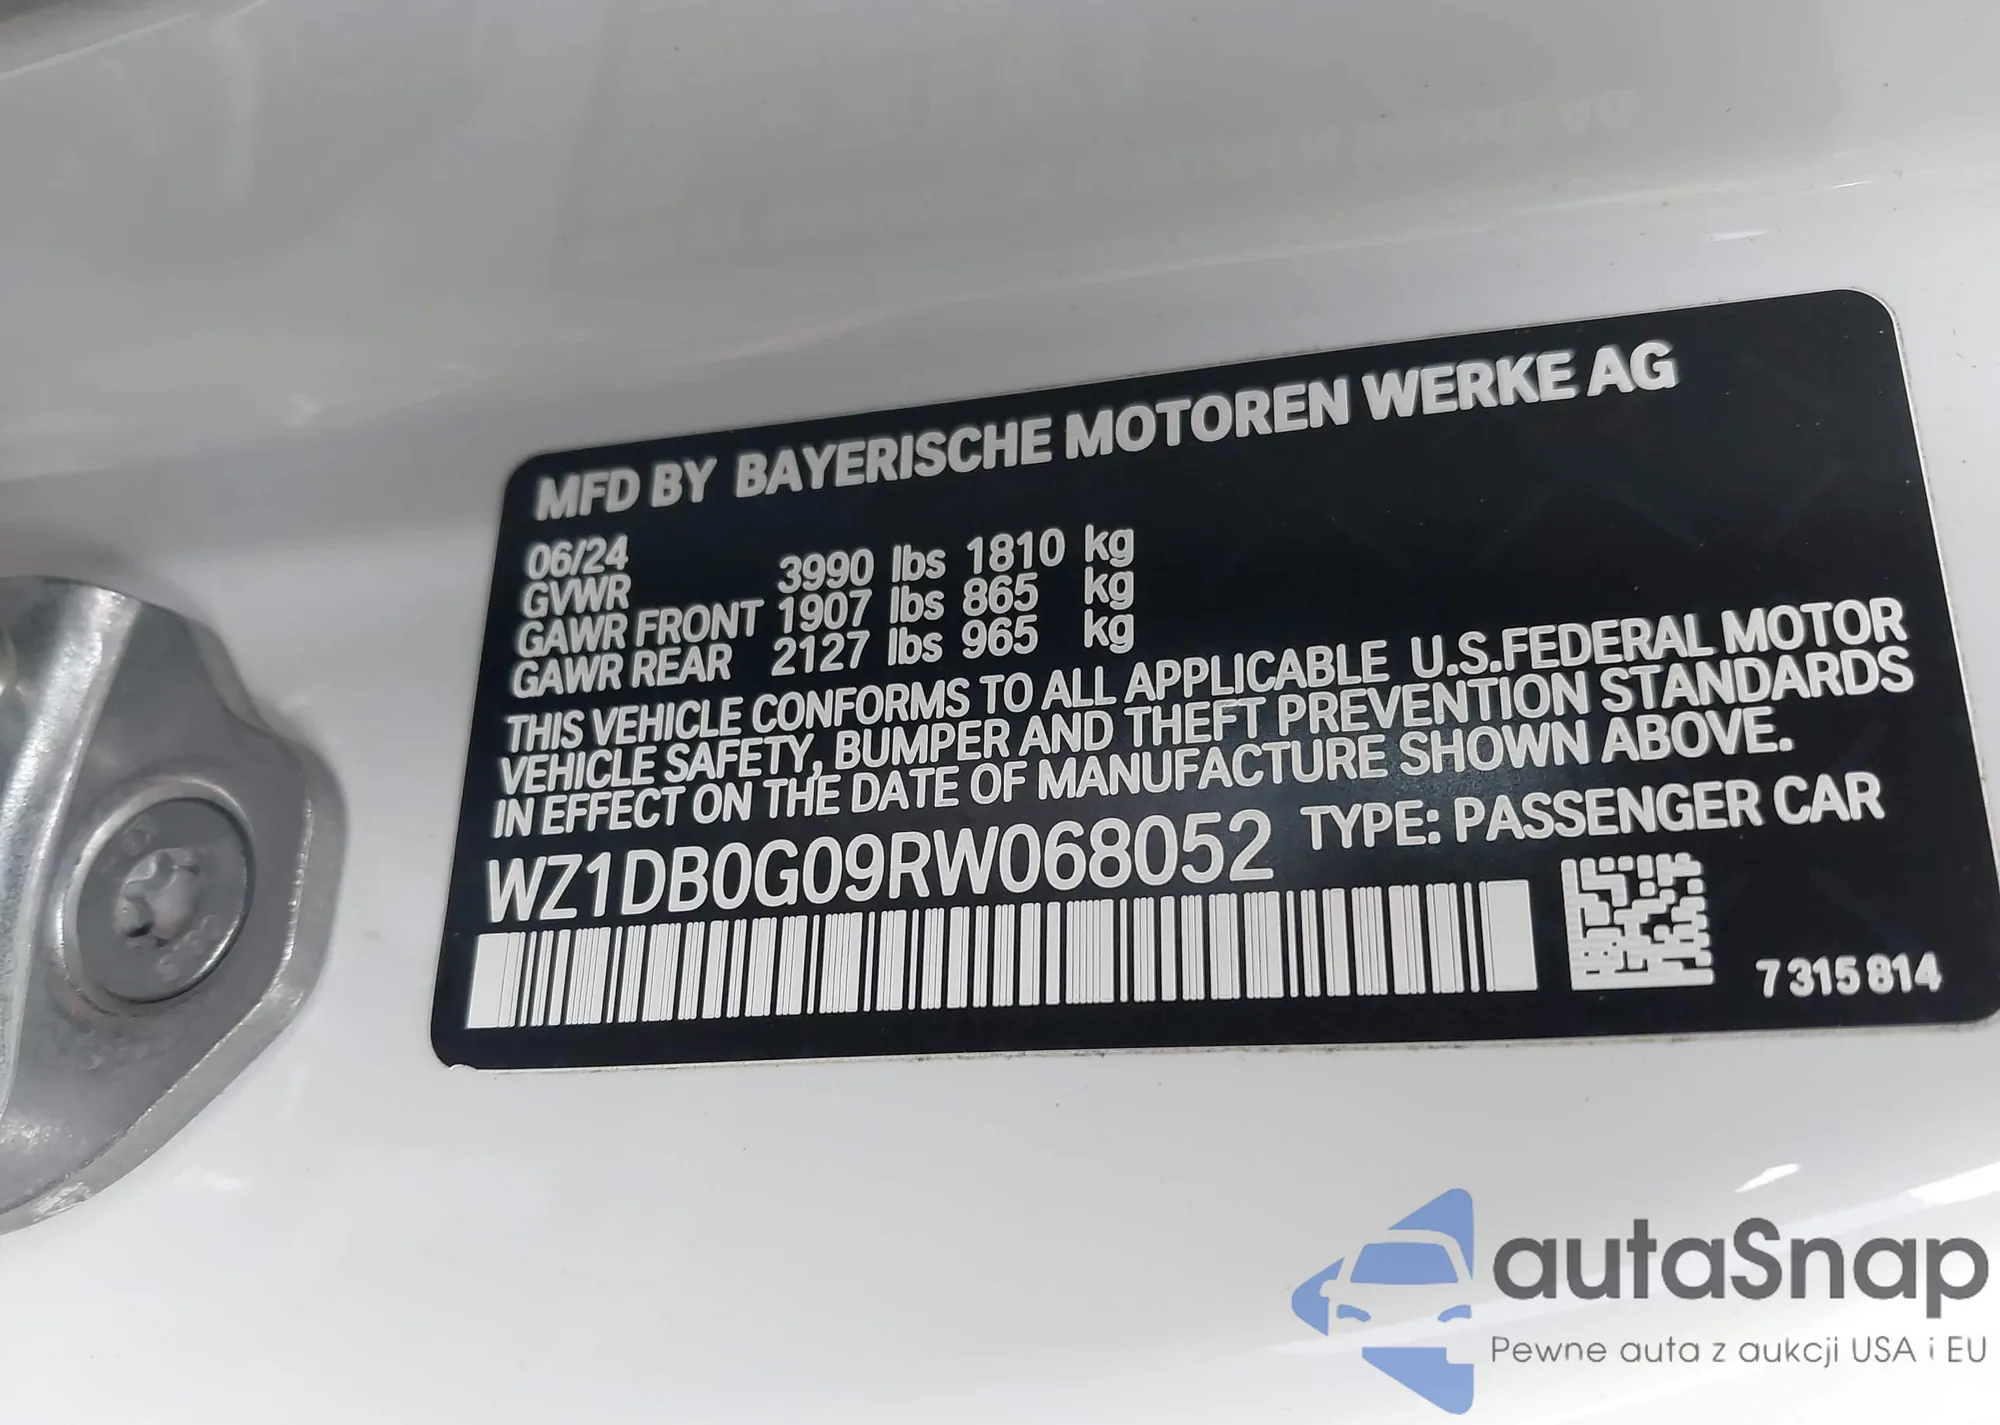 MFD BY BAYERISCHE MOTOREN WERKE AG
06/24
GVWR 3990 lbs 1810 kg
GAWR FRONT 1907 lbs 865 kg
GAWR REAR 2127 lbs 965 kg
THIS VEHICLE CONFORMS TO ALL APPLICABLE U.S.FEDERAL MOTOR
VEHICLE SAFETY, BUMPER AND THEFT PREVENTION STANDARDS
IN EFFECT ON THE DATE OF MANUFACTURE SHOWN ABOVE.
WZ1DB0G09RW068052 TYPE: PASSENGER CAR
7 315 814
autaSnap
Pewne auta z aukcji USA i EU